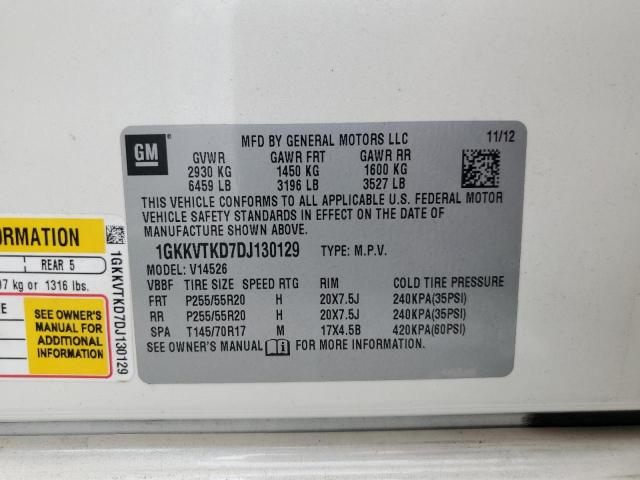 GM
MFD BY GENERAL MOTORS LLC 11/12
GVWR GAWR FRT GAWR RR
2930 KG 1450 KG 1600 KG
6459 LB 3196 LB 3527 LB
THIS VEHICLE CONFORMS TO ALL APPLICABLE U.S. FEDERAL MOTOR
VEHICLE SAFETY STANDARDS IN EFFECT ON THE DATE OF
MANUFACTURE SHOWN ABOVE.
1GKKVTKD7DJ130129 TYPE: M.P.V.
MODEL: V14526
VBBF TIRE SIZE SPEED RTG RIM COLD TIRE PRESSURE
FRT P255/55R20 H 20X7.5J 240KPA(35PSI)
RR P255/55R20 H 20X7.5J 240KPA(35PSI)
SPA T145/70R17 M 17X4.5B 420KPA(60PSI)
SEE OWNER'S MANUAL FOR MORE INFORMATION.
ORMATION
REAR 5
97 kg or 1316 lbs.
SEE OWNER'S
MANUAL FOR
ADDITIONAL
INFORMATION
1GKKVTKD7DJ130129